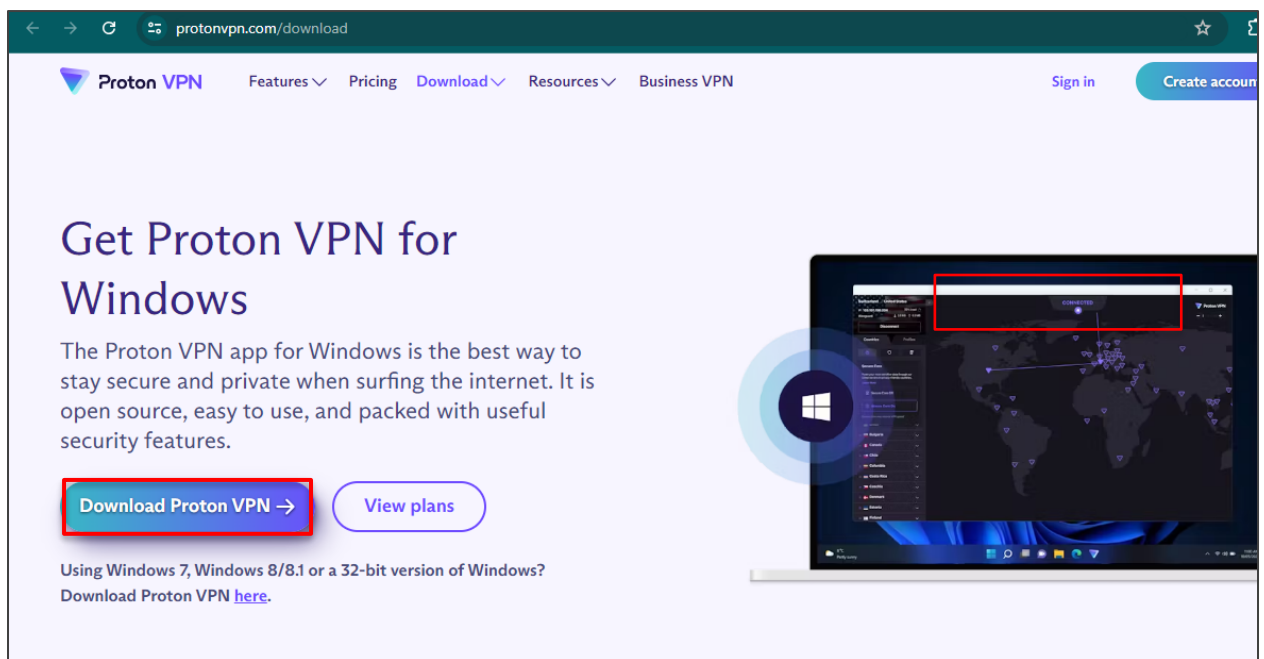 protonvpn.com/download
Proton VPN Features Pricing Download Resources Business VPN Sign in Create accoun
Get Proton VPN for
Windows
The Proton VPN app for Windows is the best way to
stay secure and private when surfing the internet. It is
open source, easy to use, and packed with useful
security features.
Download Proton VPN → View plans
Using Windows 7, Windows 8/8.1 or a 32-bit version of Windows?
Download Proton VPN here.
CONNECTED
Proton VPN
Disconnect
Countries